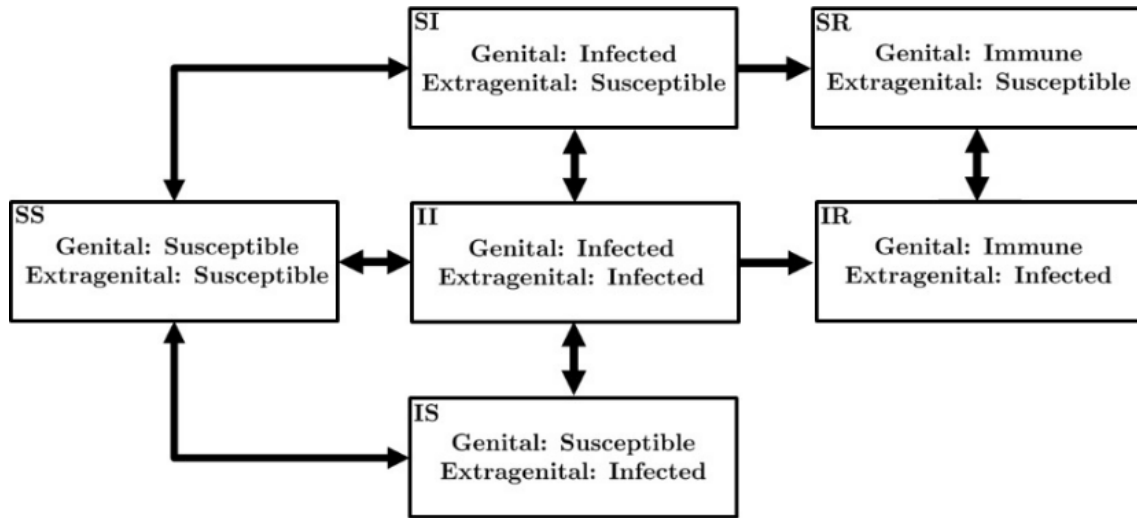 SI
Genital: Infected
Extragenital: Susceptible
SR
Genital: Immune
Extragenital: Susceptible
SS
Genital: Susceptible
Extragenital: Susceptible
II
Genital: Infected
Extragenital: Infected
IR
Genital: Immune
Extragenital: Infected
IS
Genital: Susceptible
Extragenital: Infected